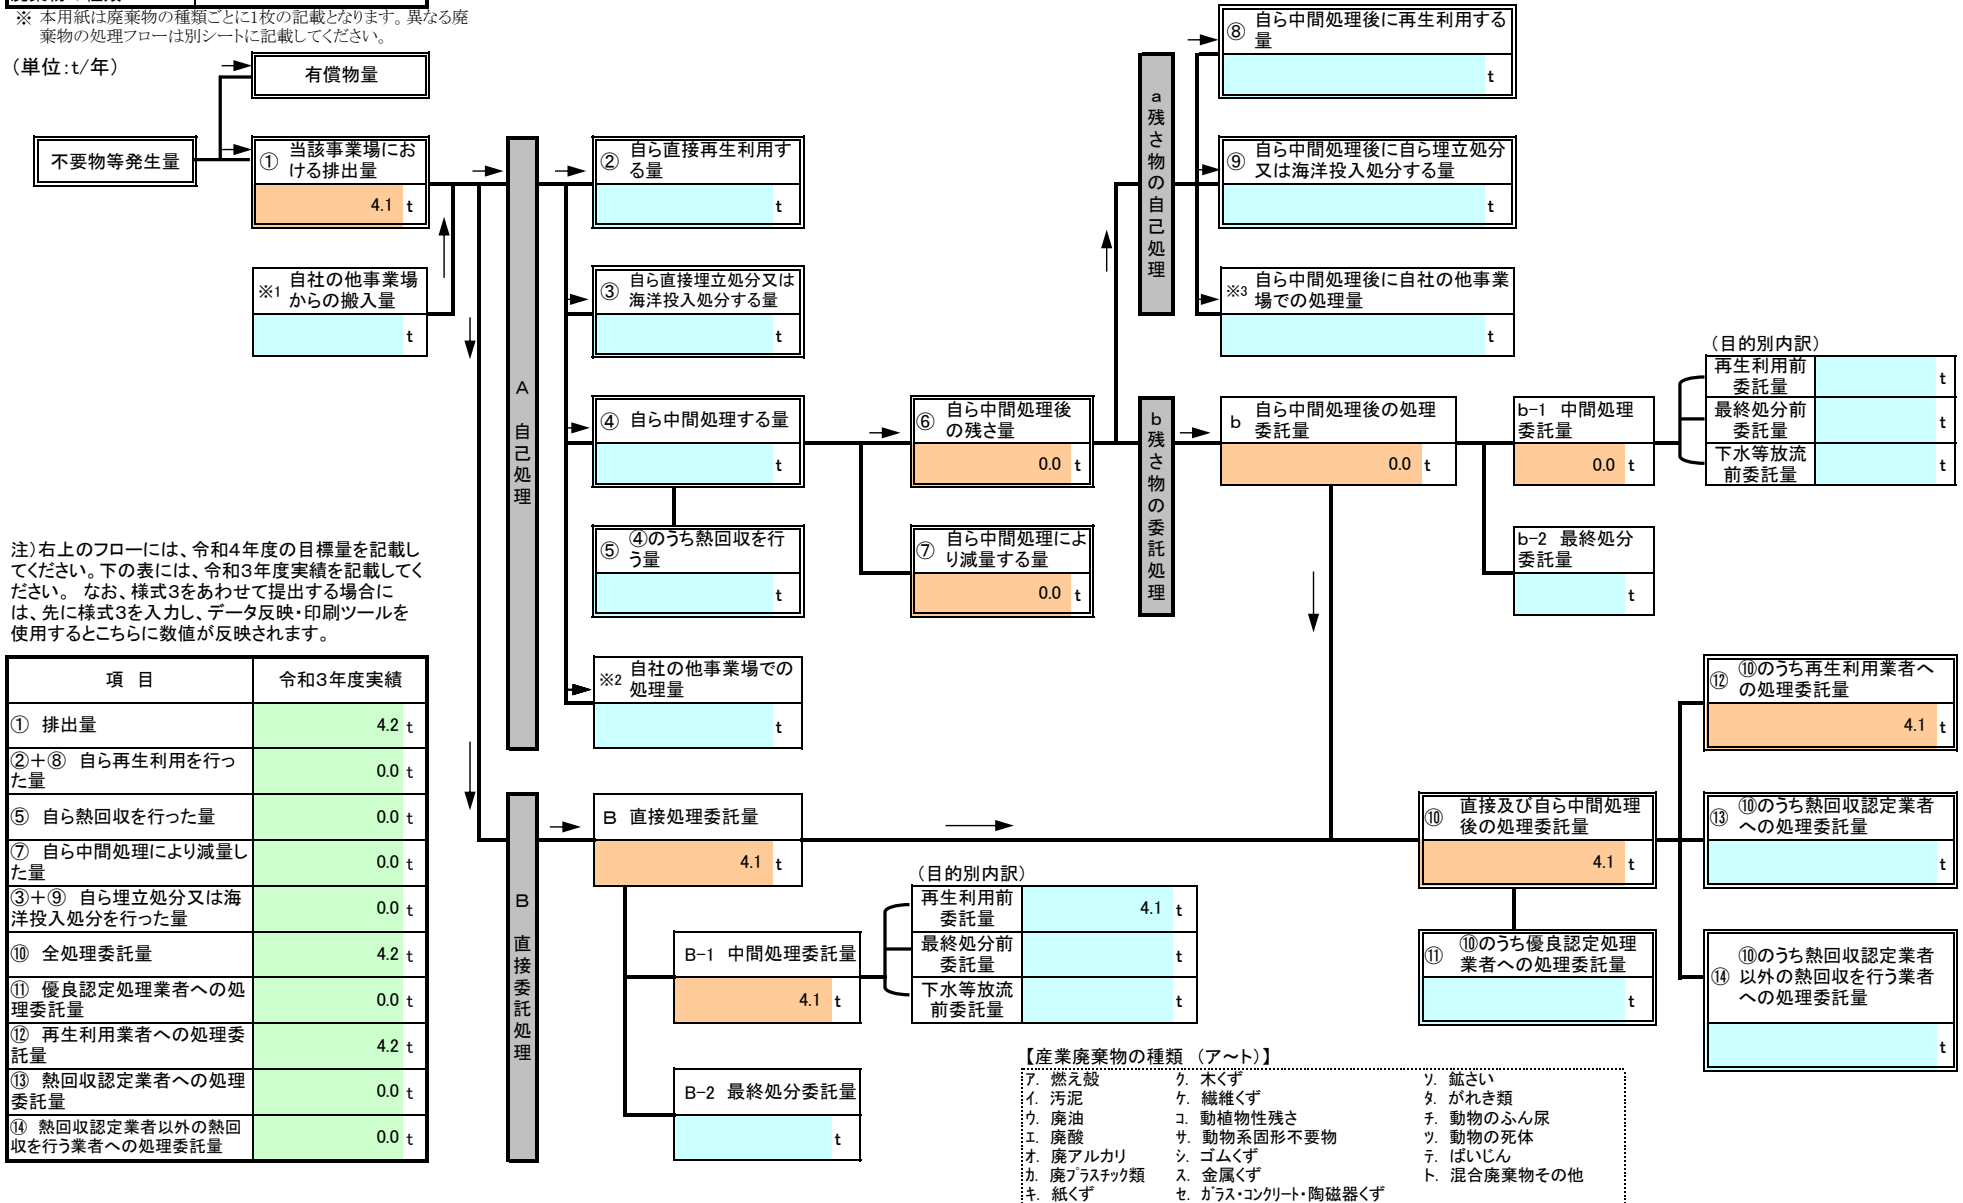 ※ 本用紙は廃棄物の種類ごとに1枚の記載となります。異なる廃
棄物の処理フローは別シートに記載してください。
(単位:t/年)
有償物量
不要物等発生量
① 当該事業場にお
ける排出量
4.1 t
※1 自社の他事業場
からの搬入量
t
A 自己処理
② 自ら直接再生利用す
る量
t
③ 自ら直接埋立処分又は
海洋投入処分する量
t
④ 自ら中間処理する量
t
⑤ ④のうち熱回収を行
う量
t
※2 自社の他事業場での
処理量
t
⑥ 自ら中間処理後
の残さ量
0.0 t
⑦ 自ら中間処理によ
り減量する量
0.0 t
a 残さ物の自己処理
⑧ 自ら中間処理後に再生利用する
量
t
⑨ 自ら中間処理後に自ら埋立処分
又は海洋投入処分する量
t
※3 自ら中間処理後に自社の他事業
場での処理量
t
b 残さ物の委託処理
b 自ら中間処理後の処理
委託量
0.0 t
b-1 中間処理
委託量
0.0 t
b-2 最終処分
委託量
t
(目的別内訳)
再生利用前
委託量
t
最終処分前
委託量
t
下水等放流
前委託量
t
注)右上のフローには、令和4年度の目標量を記載し
てください。下の表には、令和3年度実績を記載してく
ださい。 なお、様式3をあわせて提出する場合に
は、先に様式3を入力し、データ反映・印刷ツールを
使用するとこちらに数値が反映されます。
項 目 令和3年度実績
① 排出量 4.2 t
②+⑧ 自ら再生利用を行っ
た量 0.0 t
⑤ 自ら熱回収を行った量 0.0 t
⑦ 自ら中間処理により減量し
た量 0.0 t
③+⑨ 自ら埋立処分又は海
洋投入処分を行った量 0.0 t
⑩ 全処理委託量 4.2 t
⑪ 優良認定処理業者への処
理委託量 0.0 t
⑫ 再生利用業者への処理委
託量 4.2 t
⑬ 熱回収認定業者への処理
委託量 0.0 t
⑭ 熱回収認定業者以外の熱回
収を行う業者への処理委託量 0.0 t
B 直接委託処理
B 直接処理委託量
4.1 t
B-1 中間処理委託量
4.1 t
B-2 最終処分委託量
t
(目的別内訳)
再生利用前
委託量
4.1 t
最終処分前
委託量
t
下水等放流
前委託量
t
⑩ 直接及び自ら中間処理
後の処理委託量
4.1 t
⑪ ⑩のうち優良認定処理
業者への処理委託量
t
⑫ ⑩のうち再生利用業者へ
の処理委託量
4.1 t
⑬ ⑩のうち熱回収認定業者
への処理委託量
t
⑭ ⑩のうち熱回収認定業者
以外の熱回収を行う業者
への処理委託量
t
【産業廃棄物の種類 (ア～ト)】
ア. 燃え殻 ク. 木くず ソ. 鉱さい
イ. 汚泥 ケ. 繊維くず タ. がれき類
ウ. 廃油 コ. 動植物性残さ チ. 動物のふん尿
エ. 廃酸 サ. 動物系固形不要物 ツ. 動物の死体
オ. 廃アルカリ シ. ゴムくず テ. ばいじん
カ. 廃プラスチック類 ス. 金属くず ト. 混合廃棄物その他
キ. 紙くず セ. ガラス・コンクリート・陶磁器くず